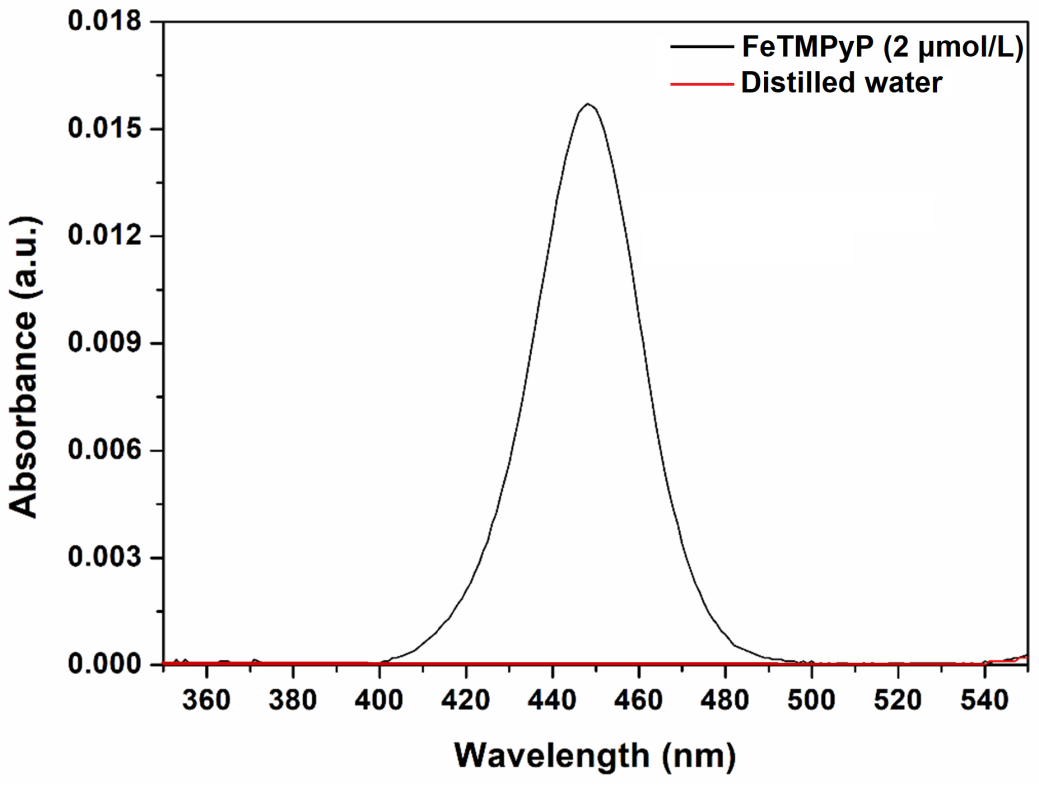 FeTMPyP (2 μmol/L)
Distilled water
Absorbance (a.u.)
0.018
0.015
0.012
0.009
0.006
0.003
0.000
360 380 400 420 440 460 480 500 520 540
Wavelength (nm)